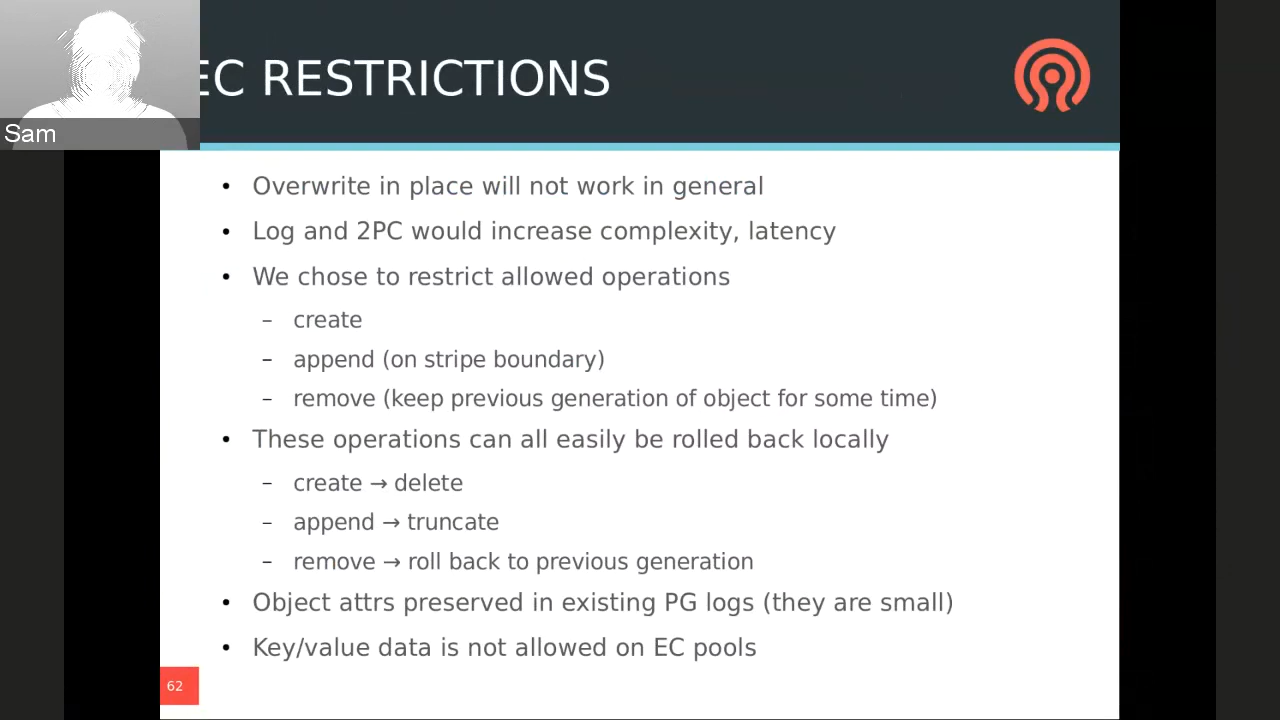 EC RESTRICTIONS
Sam
• Overwrite in place will not work in general
• Log and 2PC would increase complexity, latency
• We chose to restrict allowed operations
– create
– append (on stripe boundary)
– remove (keep previous generation of object for some time)
• These operations can all easily be rolled back locally
– create → delete
– append → truncate
– remove → roll back to previous generation
• Object attrs preserved in existing PG logs (they are small)
• Key/value data is not allowed on EC pools
62